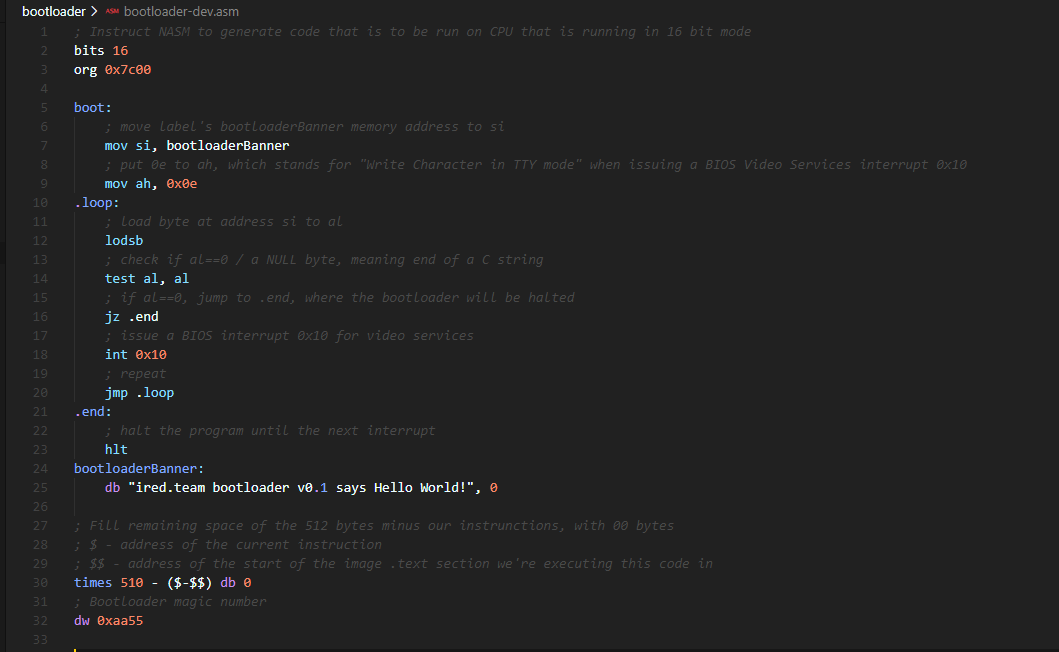 bootloader > ASM bootloader-dev.asm
1 ; Instruct NASM to generate code that is to be run on CPU that is running in 16 bit mode
2 bits 16
3 org 0x7c00
4
5 boot:
6 ; move label's bootloaderBanner memory address to si
7 mov si, bootloaderBanner
8 ; put 0e to ah, which stands for "Write Character in TTY mode" when issuing a BIOS Video Services interrupt 0x10
9 mov ah, 0x0e
10 .loop:
11 ; load byte at address si to al
12 lodsb
13 ; check if al==0 / a NULL byte, meaning end of a C string
14 test al, al
15 ; if al==0, jump to .end, where the bootloader will be halted
16 jz .end
17 ; issue a BIOS interrupt 0x10 for video services
18 int 0x10
19 ; repeat
20 jmp .loop
21 .end:
22 ; halt the program until the next interrupt
23 hlt
24 bootloaderBanner:
25 db "ired.team bootloader v0.1 says Hello World!", 0
26
27 ; Fill remaining space of the 512 bytes minus our instrunctions, with 00 bytes
28 ; $ - address of the current instruction
29 ; $$ - address of the start of the image .text section we're executing this code in
30 times 510 - ($-$$) db 0
31 ; Bootloader magic number
32 dw 0xaa55
33